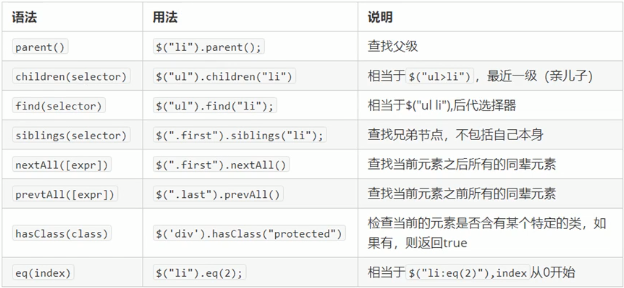 语法 用法 说明
parent() $("li").parent(); 查找父级
children(selector) $("ul").children("li") 相当于$("ul>li")，最近一级（亲儿子）
find(selector) $("ul").find("li"); 相当于$("ul li"),后代选择器
siblings(selector) $(".first").siblings("li"); 查找兄弟节点，不包括自己本身
nextAll([expr]) $(".first").nextAll() 查找当前元素之后所有的同辈元素
prevtAll([expr]) $(".last").prevAll() 查找当前元素之前所有的同辈元素
hasClass(class) $('div').hasClass("protected") 检查当前的元素是否含有某个特定的类，如
果有，则返回true
eq(index) $("li").eq(2); 相当于$("li:eq(2)"),index从0开始